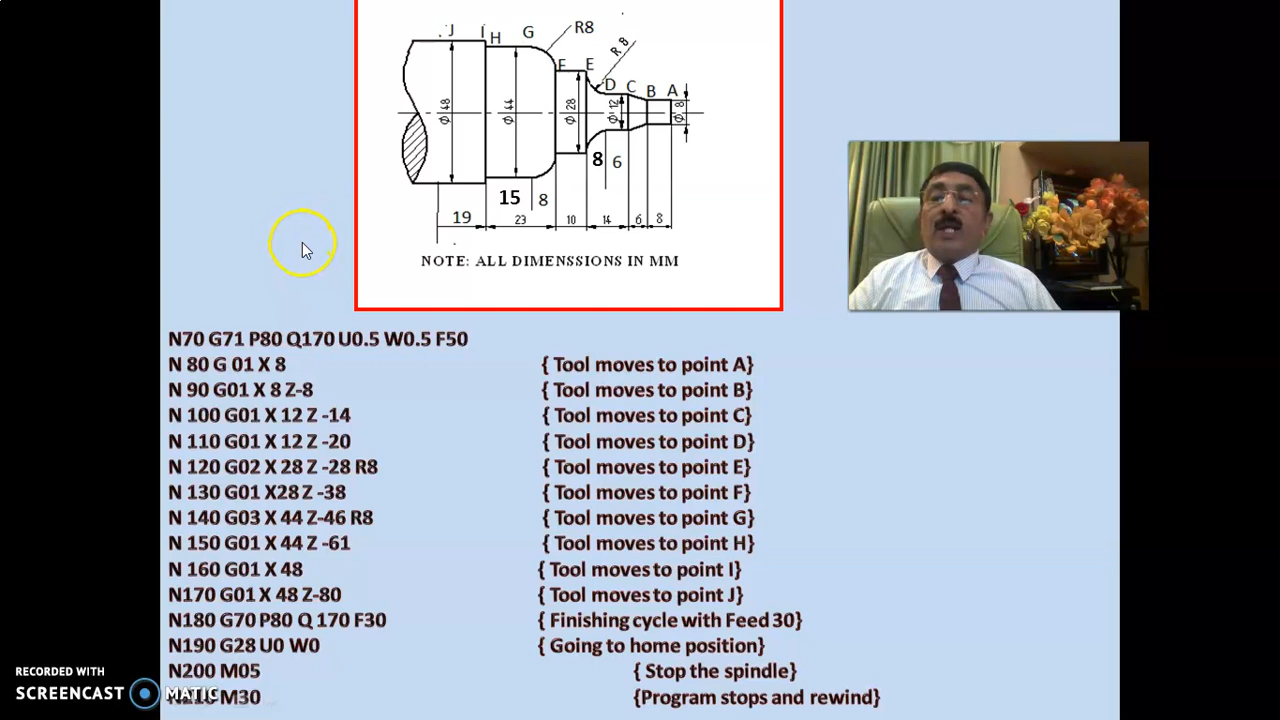 J I H G R8
F E R 8
D C B A
Φ 48 Φ 44 Φ 28 Φ 12 Φ 8
8 6
15 8
19 23 10 14 6 8
NOTE: ALL DIMENSSIONS IN MM
N70 G71 P80 Q170 U0.5 W0.5 F50
N 80 G 01 X 8 { Tool moves to point A}
N 90 G01 X 8 Z-8 { Tool moves to point B}
N 100 G01 X 12 Z -14 { Tool moves to point C}
N 110 G01 X 12 Z -20 { Tool moves to point D}
N 120 G02 X 28 Z -28 R8 { Tool moves to point E}
N 130 G01 X28 Z -38 { Tool moves to point F}
N 140 G03 X 44 Z-46 R8 { Tool moves to point G}
N 150 G01 X 44 Z -61 { Tool moves to point H}
N 160 G01 X 48 { Tool moves to point I}
N170 G01 X 48 Z-80 { Tool moves to point J}
N180 G70 P80 Q 170 F30 { Finishing cycle with Feed 30}
N190 G28 U0 W0 { Going to home position}
N200 M05 { Stop the spindle}
M30 {Program stops and rewind}
RECORDED WITH
SCREENCAST MATIC